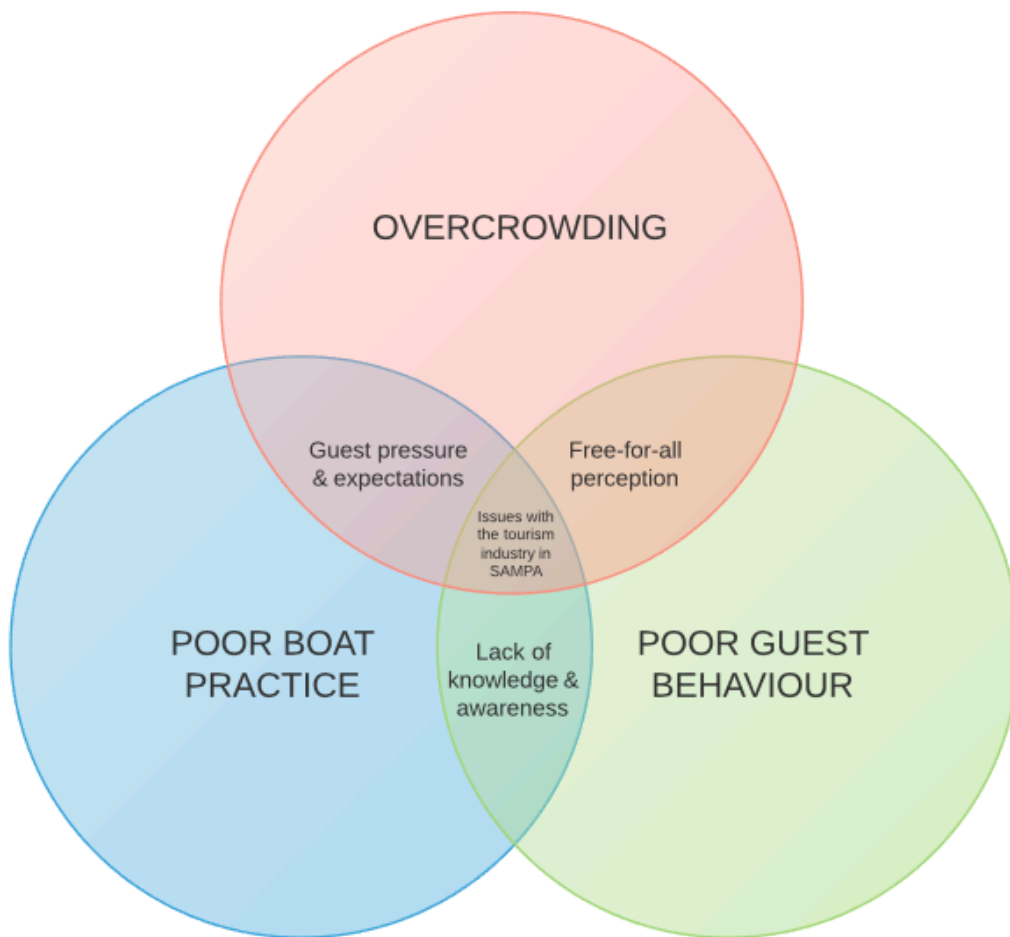 OVERCROWDING
Guest pressure
& expectations
Free-for-all
perception
Issues with
the tourism
industry in
SAMPA
POOR BOAT
PRACTICE
Lack of
knowledge &
awareness
POOR GUEST
BEHAVIOUR